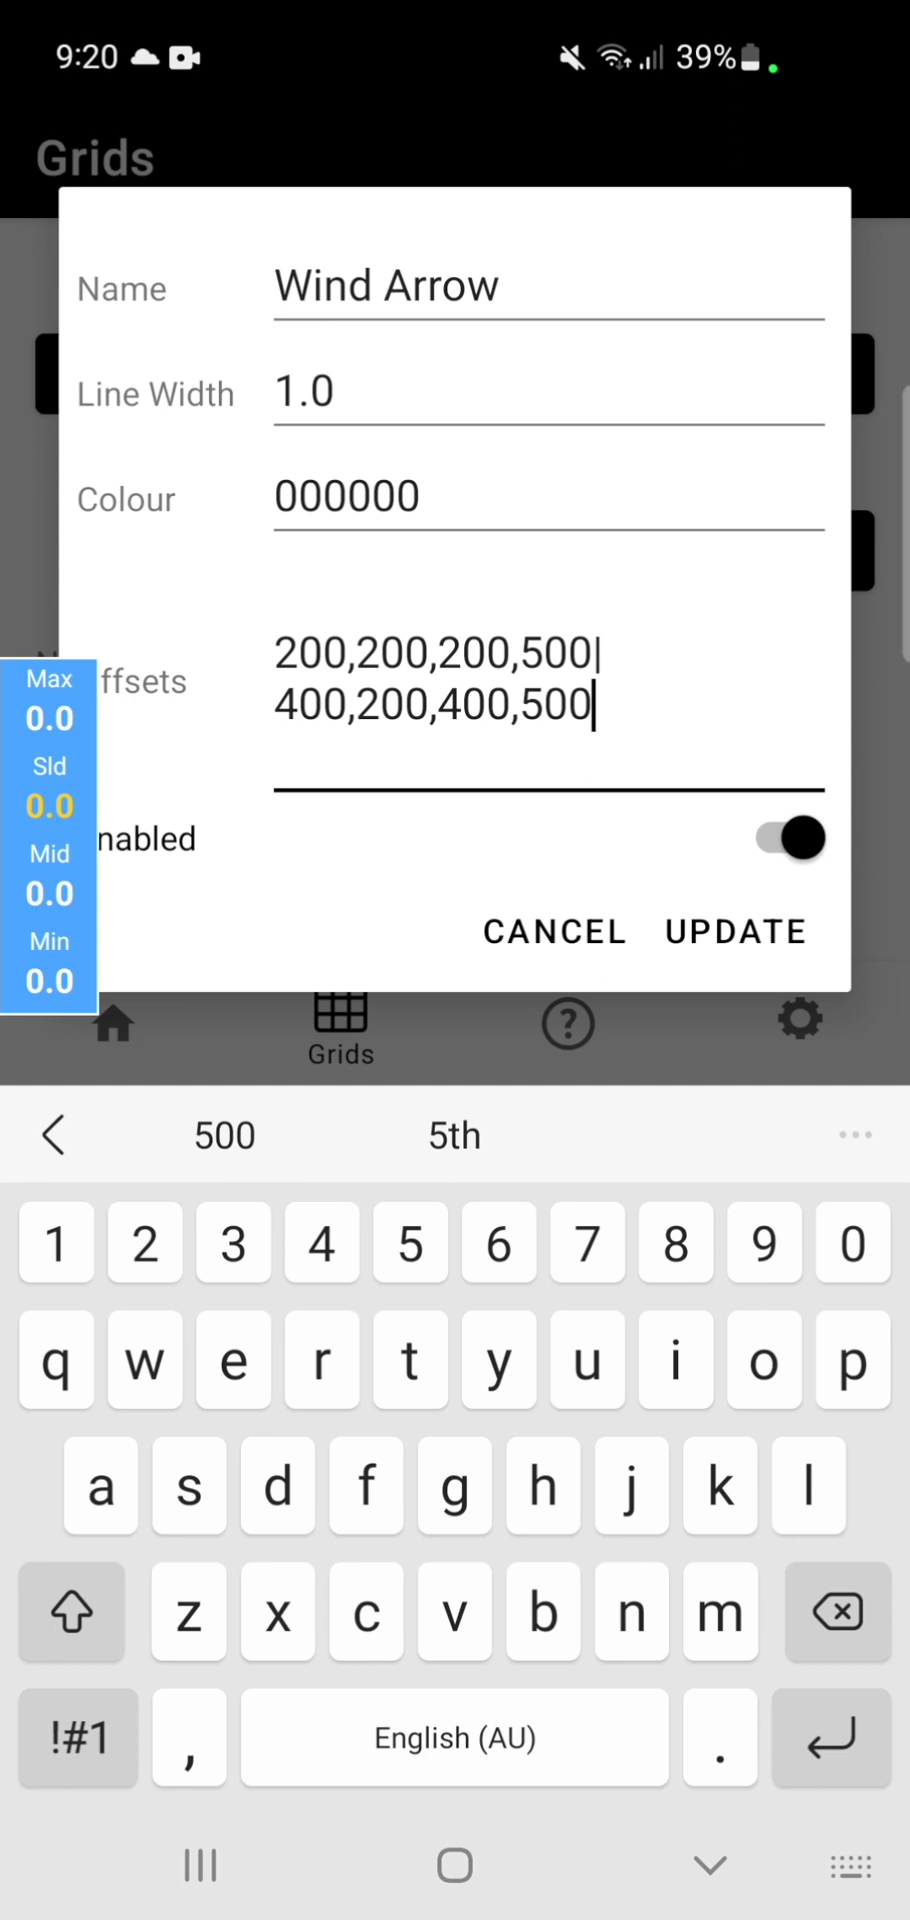 9:20
39%
Grids
Name
Wind Arrow
Line Width
1.0
Colour
000000
ffsets
200,200,200,500|
400,200,400,500
Max
0.0
Sld
0.0
Mid
0.0
Min
0.0
nabled
CANCEL
UPDATE
Grids
500
5th
1 2 3 4 5 6 7 8 9 0
q w e r t y u i o p
a s d f g h j k l
z x c v b n m
!#1 , English (AU) .